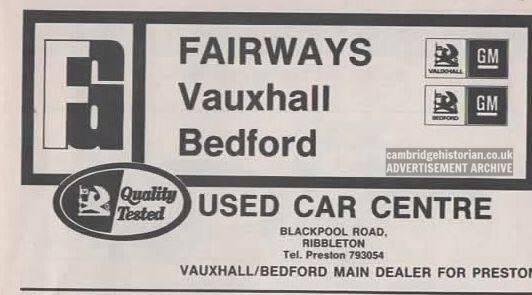 FG
FAIRWAYS
Vauxhall
Bedford
VAUXHALL
GM
BEDFORD
GM
cambridgehistorian.co.uk
ADVERTISEMENT ARCHIVE
Quality
Tested
USED CAR CENTRE
BLACKPOOL ROAD,
RIBBLETON
Tel. Preston 793054
VAUXHALL/BEDFORD MAIN DEALER FOR PRESTON